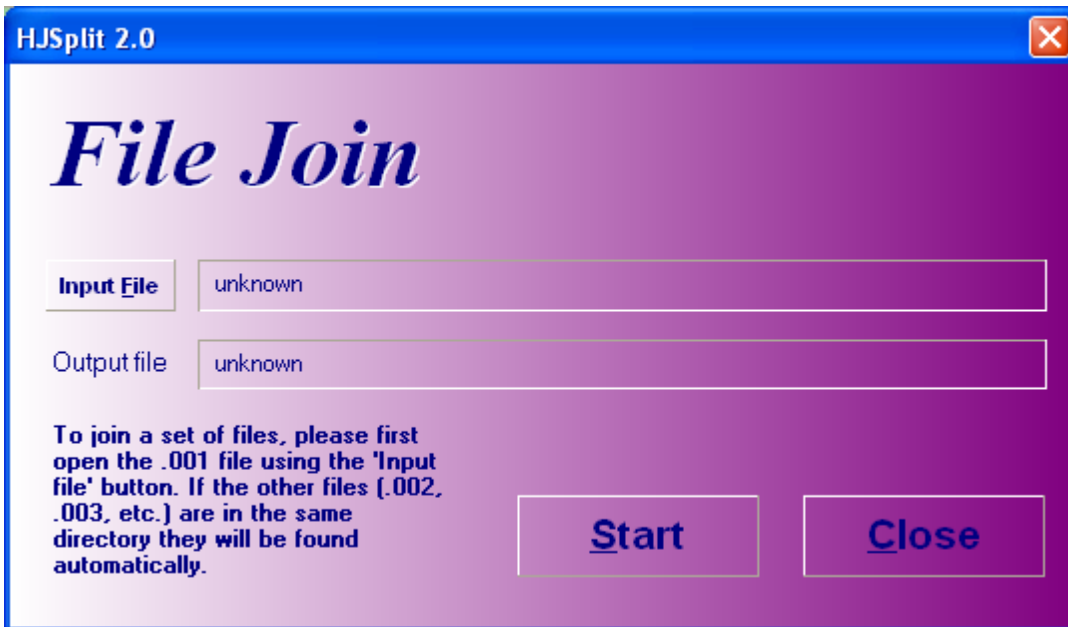 HJSplit 2.0
File Join
Input File
unknown
Output file
unknown
To join a set of files, please first
open the .001 file using the 'Input
file' button. If the other files (.002,
.003, etc.) are in the same
directory they will be found
automatically.
Start
Close